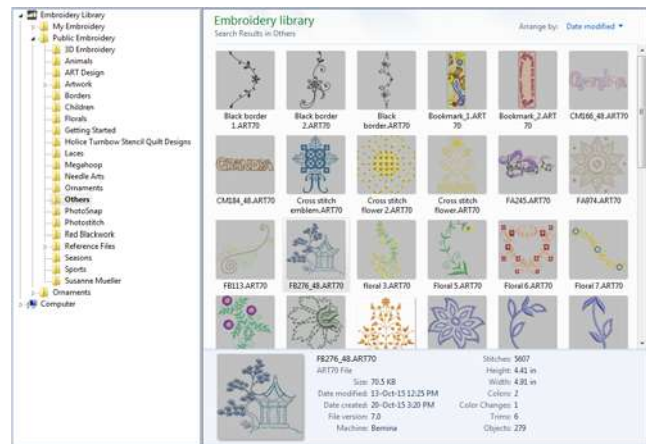 Embroidery Library
My Embroidery
Public Embroidery
3D Embroidery
Animals
ART Design
Artwork
Borders
Children
Florals
Getting Started
Hollice Turnbow Stencil Quilt Designs
Laces
Megahoop
Needle Arts
Ornaments
Others
PhotoSnap
Photostitch
Red Blackwork
Reference Files
Seasons
Sports
Susanne Mueller
Ornaments
Computer
Embroidery library
Search Results in Others
Arrange by: Date modified
Black border 1.ART70
Black border 2.ART70
Black border.ART70
Bookmark_1.ART70
Bookmark_2.ART70
CM166_48.ART70
CM184_48.ART70
Cross stitch emblem.ART70
Cross stitch flower 2.ART70
Cross stitch flower.ART70
FA245.ART70
FA874.ART70
FB113.ART70
FB276_48.ART70
floral 3.ART70
Floral 5.ART70
Floral 6.ART70
Floral 7.ART70
FB276_48.ART70
ART70 File
Size: 70.5 KB
Date modified: 13-Oct-15 12:25 PM
Date created: 20-Oct-15 3:20 PM
File version: 7.0
Machine: Bernina
Stitches: 5607
Height: 4.41 in
Width: 4.91 in
Colors: 2
Color Changes: 1
Trims: 6
Objects: 279